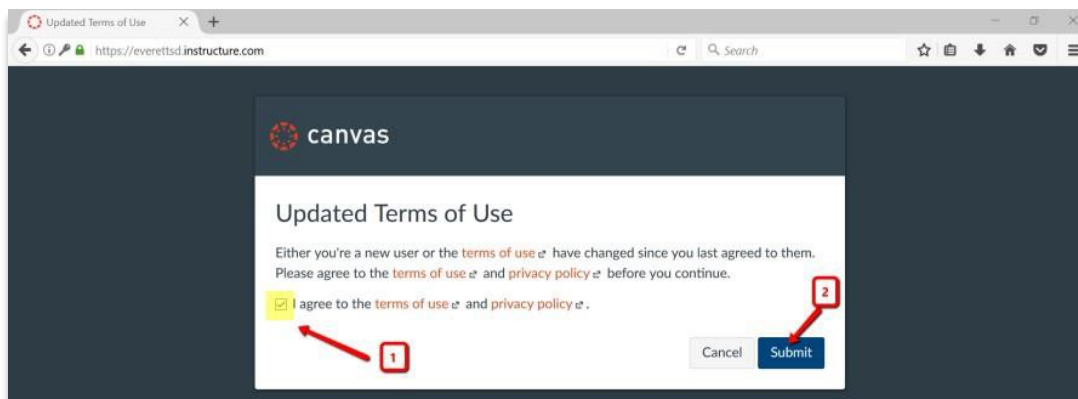 Updated Terms of Use
https://everettsd.instructure.com
Search
canvas
Updated Terms of Use
Either you're a new user or the terms of use have changed since you last agreed to them.
Please agree to the terms of use and privacy policy before you continue.
I agree to the terms of use and privacy policy.
2
1
Cancel Submit